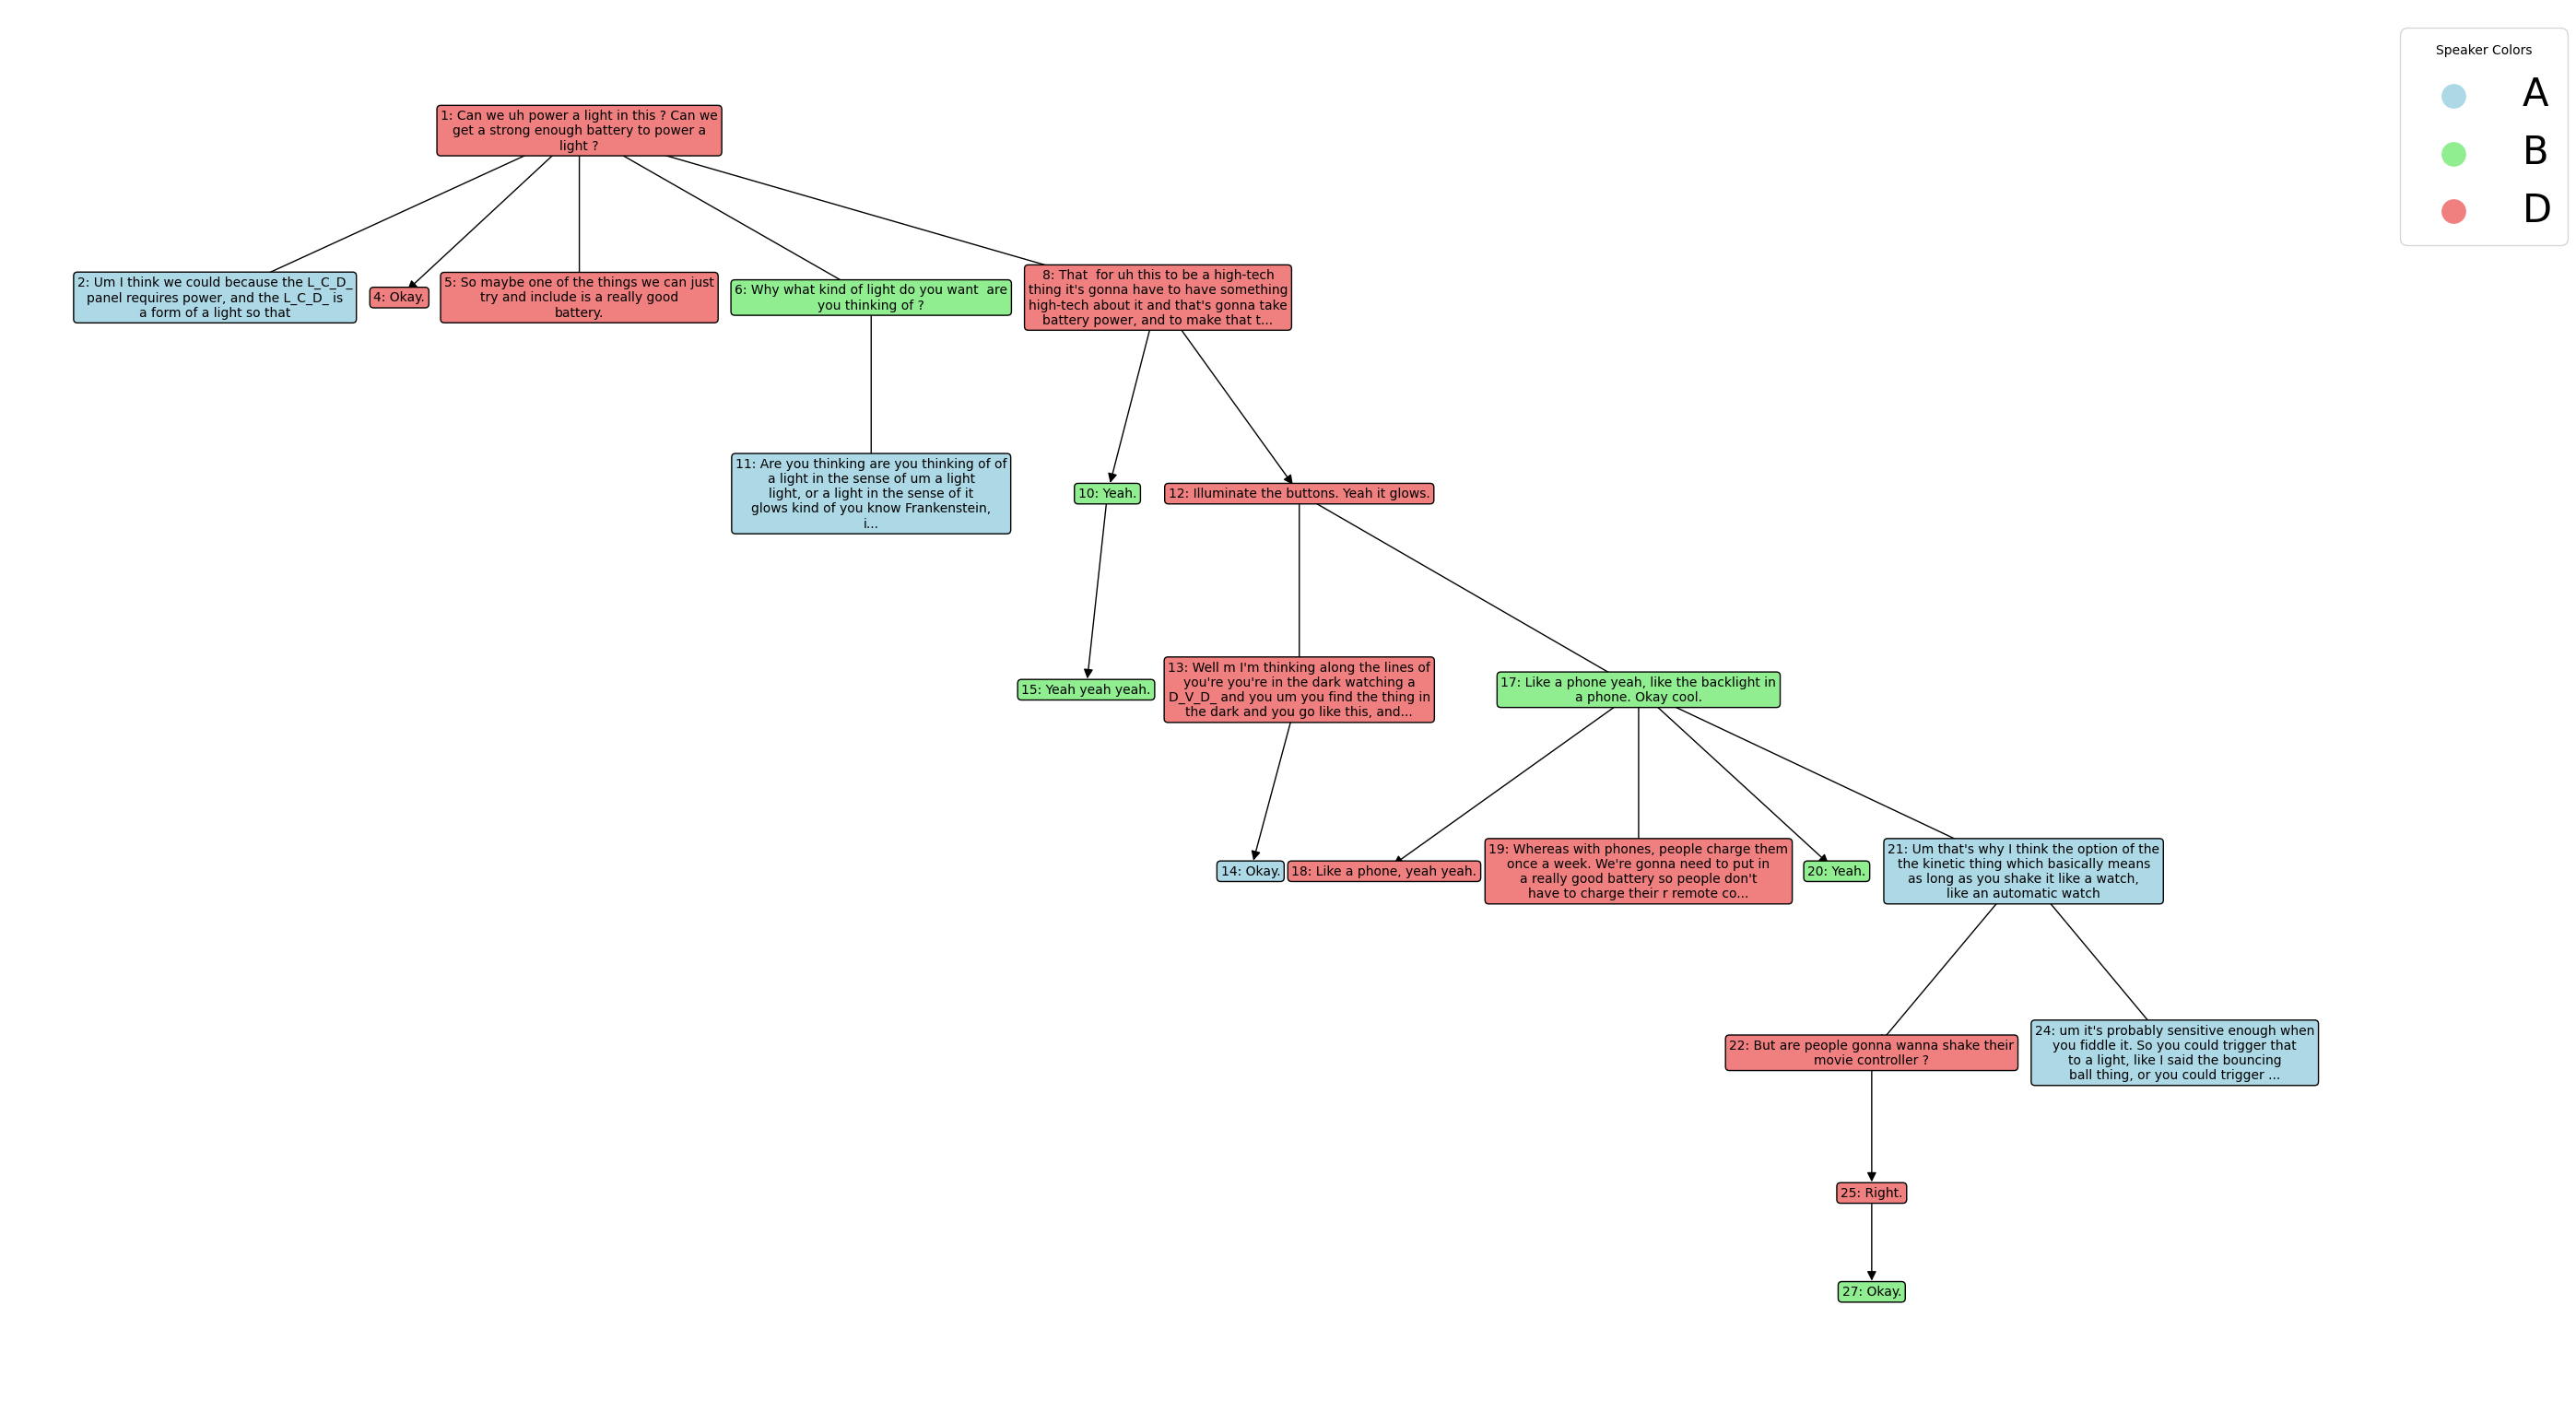 Speaker Colors
A
B
D
1: Can we uh power a light in this ? Can we
get a strong enough battery to power a
light ?
2: Um I think we could because the L_C_D_
panel requires power, and the L_C_D_ is
a form of a light so that
4: Okay.
5: So maybe one of the things we can just
try and include is a really good
battery.
6: Why what kind of light do you want  are
you thinking of ?
8: That  for uh this to be a high-tech
thing it's gonna have to have something
high-tech about it and that's gonna take
battery power, and to make that t...
11: Are you thinking are you thinking of of
a light in the sense of um a light
light, or a light in the sense of it
glows kind of you know Frankenstein,
i...
10: Yeah.
12: Illuminate the buttons. Yeah it glows.
15: Yeah yeah yeah.
13: Well m I'm thinking along the lines of
you're you're in the dark watching a
D_V_D_ and you um you find the thing in
the dark and you go like this, and...
17: Like a phone yeah, like the backlight in
a phone. Okay cool.
14: Okay.
18: Like a phone, yeah yeah.
19: Whereas with phones, people charge them
once a week. We're gonna need to put in
a really good battery so people don't
have to charge their r remote co...
20: Yeah.
21: Um that's why I think the option of the
the kinetic thing which basically means
as long as you shake it like a watch,
like an automatic watch
22: But are people gonna wanna shake their
movie controller ?
24: um it's probably sensitive enough when
you fiddle it. So you could trigger that
to a light, like I said the bouncing
ball thing, or you could trigger ...
25: Right.
27: Okay.